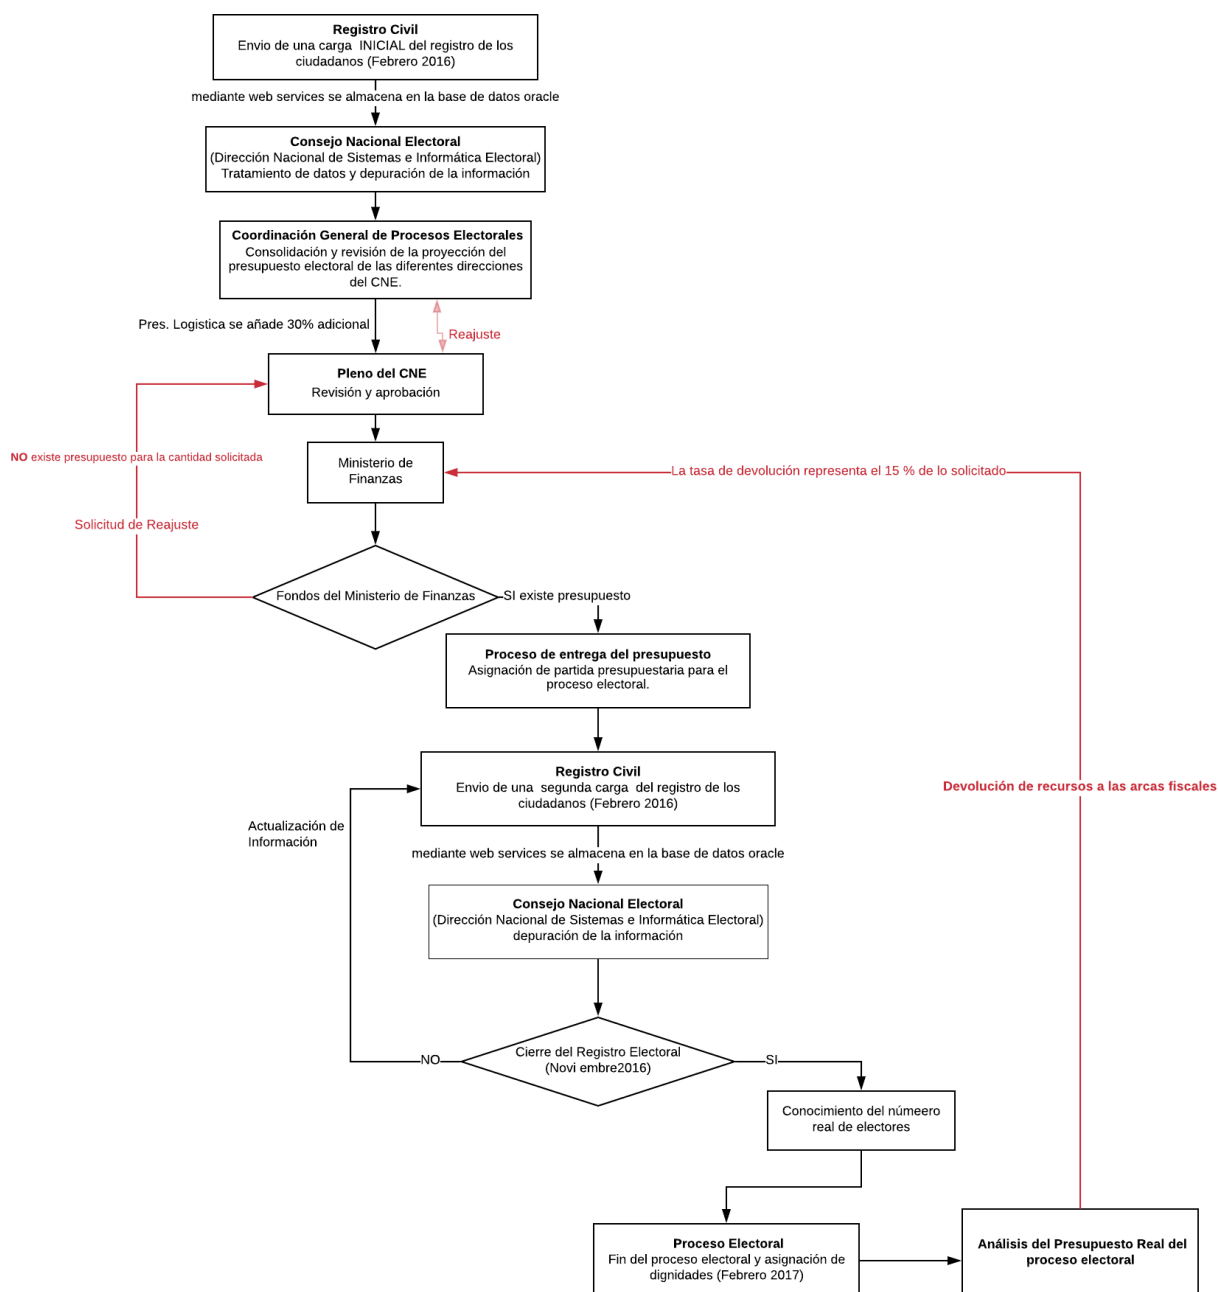 Registro Civil
Envio de una carga INICIAL del registro de los
ciudadanos (Febrero 2016)
mediante web services se almacena en la base de datos oracle
Consejo Nacional Electoral
(Dirección Nacional de Sistemas e Informática Electoral)
Tratamiento de datos y depuración de la información
Coordinación General de Procesos Electorales
Consolidación y revisión de la proyección del
presupuesto electoral de las diferentes direcciones
del CNE.
Pres. Logistica se añade 30% adicional
Reajuste
Pleno del CNE
Revisión y aprobación
NO existe presupuesto para la cantidad solicitada
Ministerio de
Finanzas
La tasa de devolución representa el 15 % de lo solicitado
Solicitud de Reajuste
Fondos del Ministerio de Finanzas
SI existe presupuesto
Proceso de entrega del presupuesto
Asignación de partida presupuestaria para el
proceso electoral.
Registro Civil
Envio de una segunda carga del registro de los
ciudadanos (Febrero 2016)
Devolución de recursos a las arcas fiscales
Actualización de
Información
mediante web services se almacena en la base de datos oracle
Consejo Nacional Electoral
(Dirección Nacional de Sistemas e Informática Electoral)
depuración de la información
Cierre del Registro Electoral
(Novi embre2016)
NO
SI
Conocimiento del númeero
real de electores
Proceso Electoral
Fin del proceso electoral y asignación de
dignidades (Febrero 2017)
Análisis del Presupuesto Real del
proceso electoral